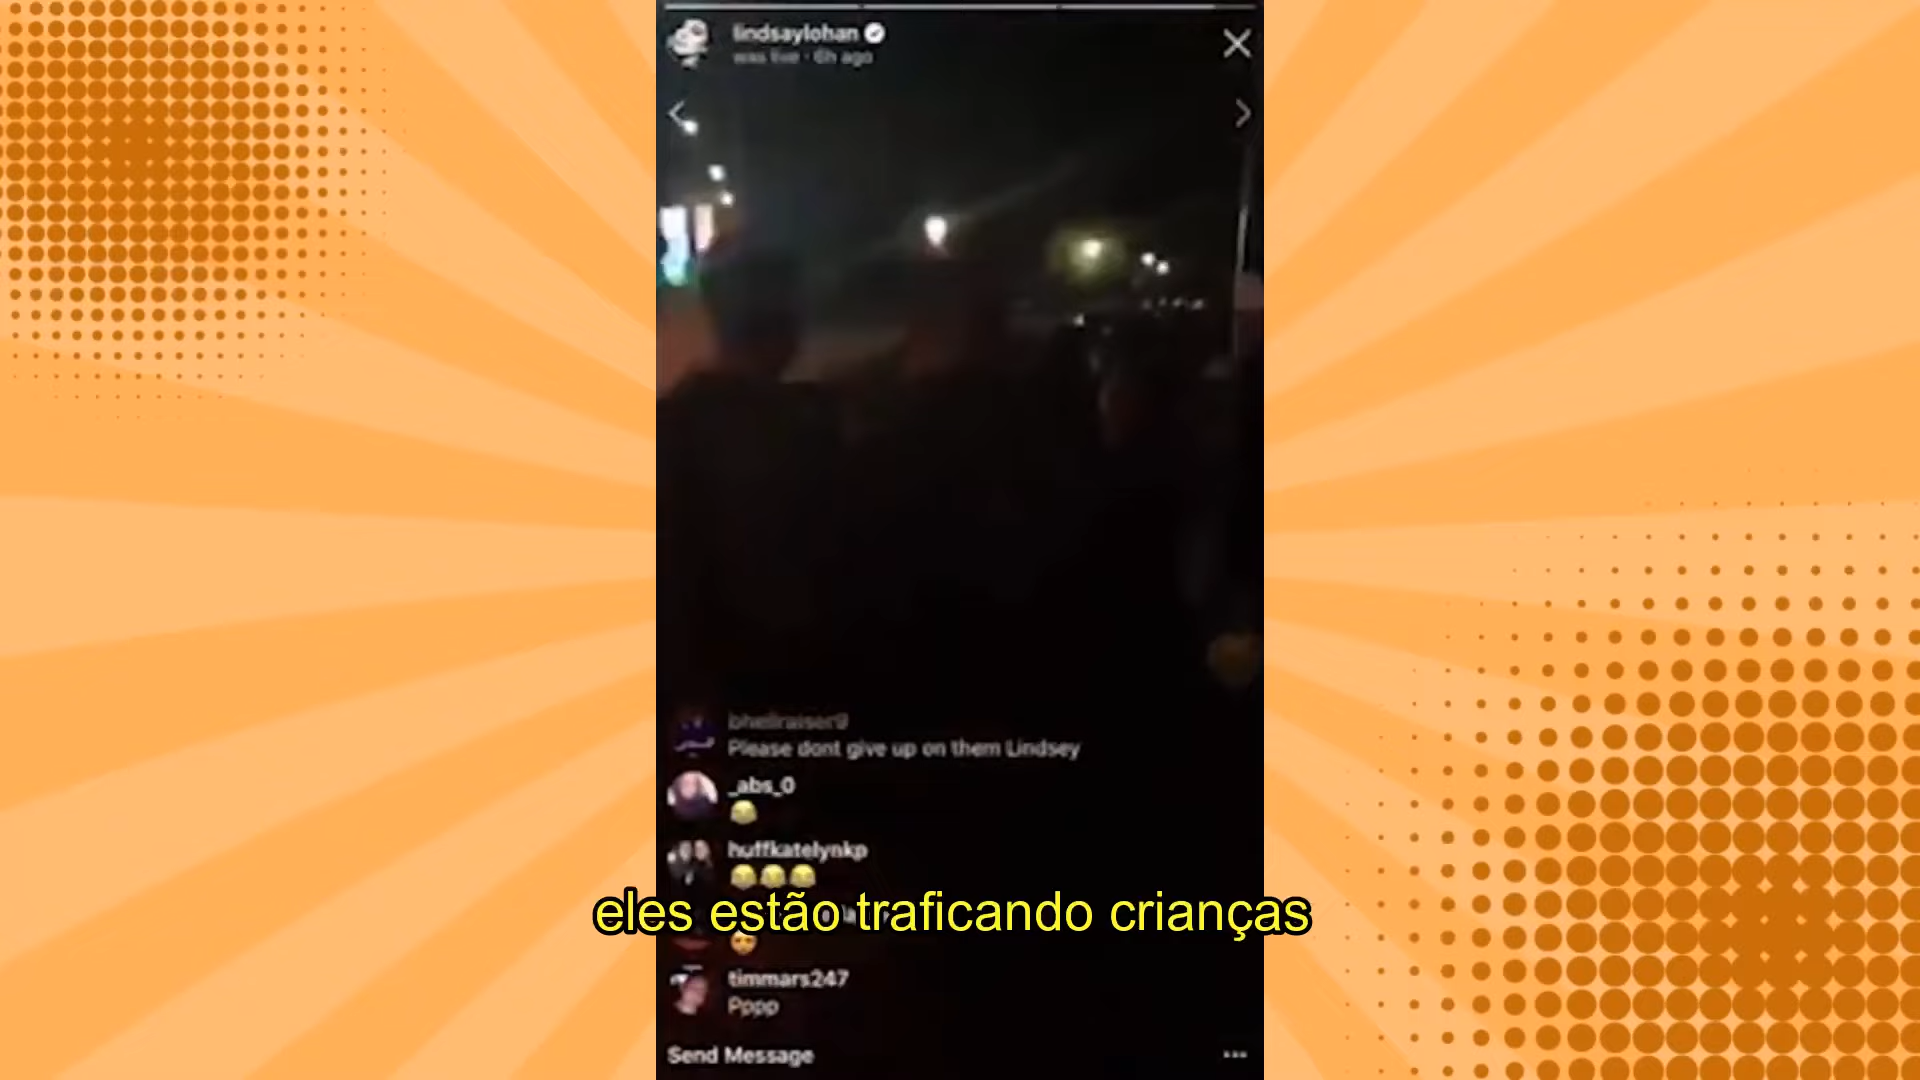 lindsaylohan
was live · 6h ago
bhellraiser9
Please dont give up on them Lindsey
_abs_0
huffkatelynkp
eles estão traficando crianças
timmars247
Pppp
Send Message